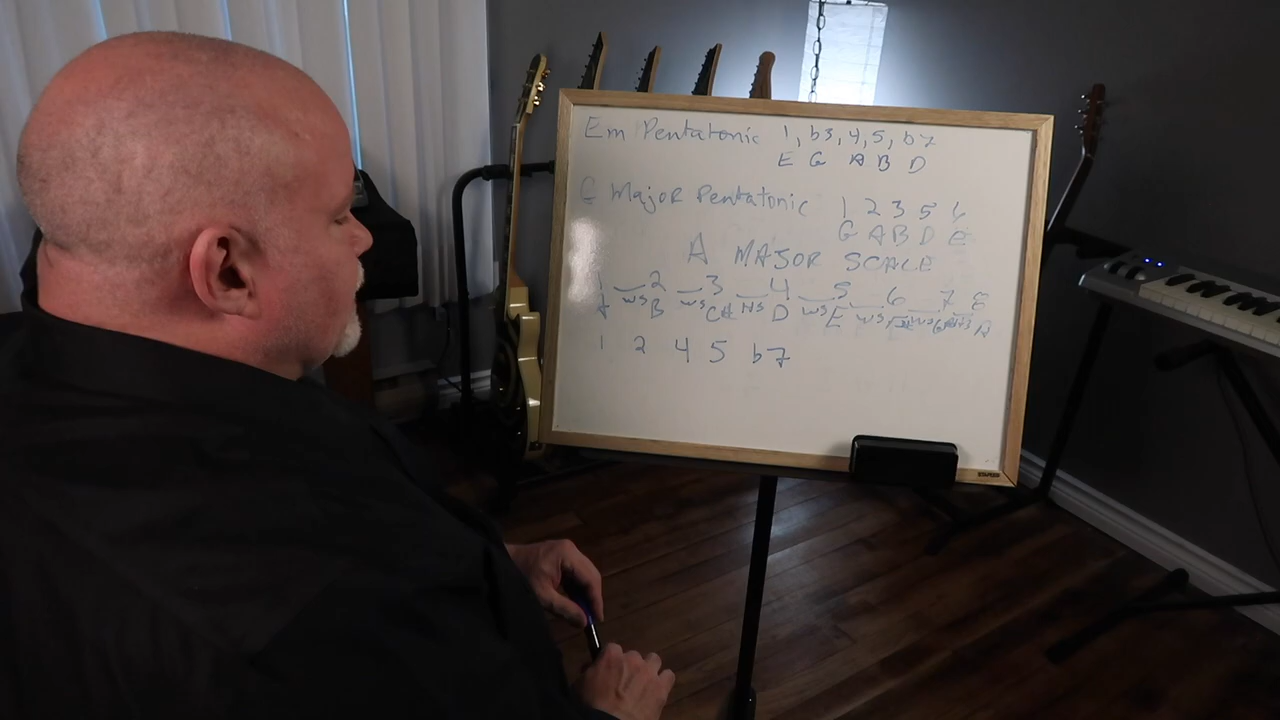 Em Pentatonic 1, b3, 4, 5, b7
E G A B D
G Major Pentatonic 1 2 3 5 6
G A B D E
A MAJOR SCALE
1 2 3 4 5 6 7 8
A WS B WS C# HS D WS E WS F# WS G# HS A
1 2 4 5 b7
STAPLES